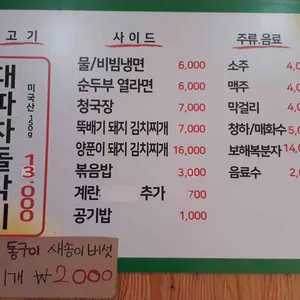 고기
대파차돌박이
미국산 150g
13,000
사이드
물/비빔냉면 6,000
순두부 열라면 6,000
청국장 7,000
뚝배기 돼지 김치찌개 7,000
양푼이 돼지 김치찌개 16,000
볶음밥 3,000
계란 추가 700
공기밥 1,000
주류.음료
소주
맥주
막걸리
청하/매화수
보해복분자
음료수
통구이 새송이버섯
1개 ₩2,000